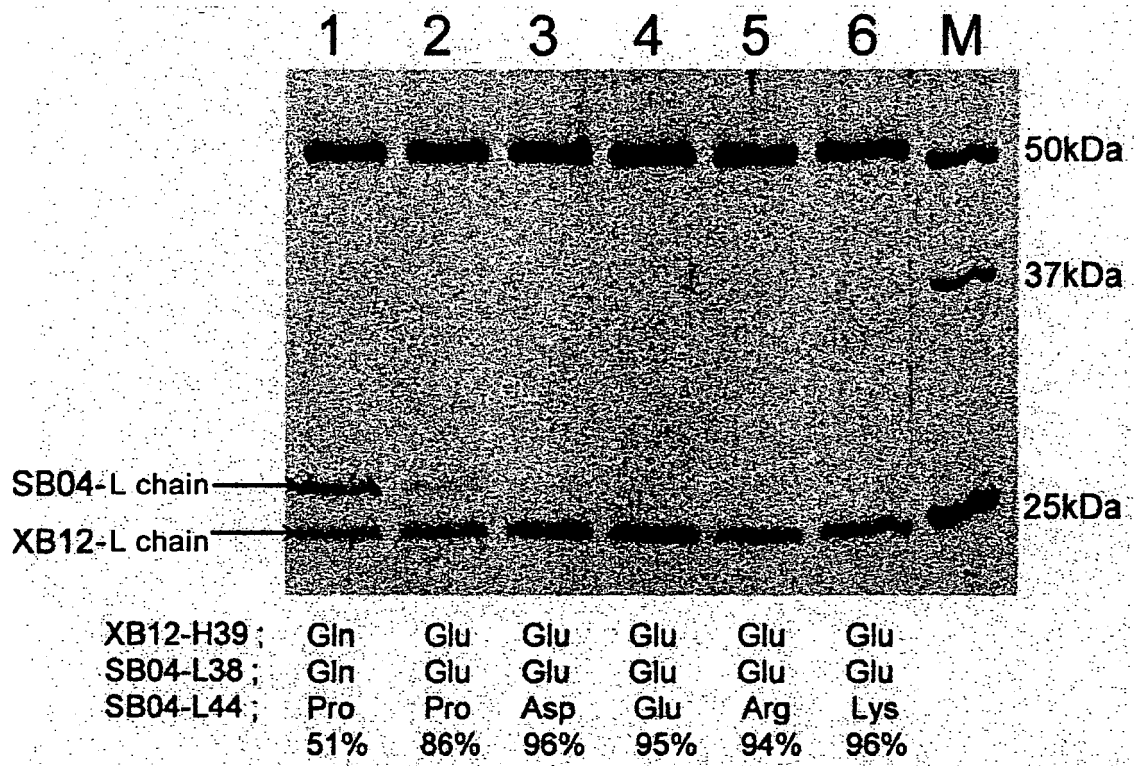 1 2 3 4 5 6 M
50kDa
37kDa
SB04-L chain
25kDa
XB12-L chain
XB12-H39 ; Gln Glu Glu Glu Glu Glu
SB04-L38 ; Gln Glu Glu Glu Glu Glu
SB04-L44 ; Pro Pro Asp Glu Arg Lys
51% 86% 96% 95% 94% 96%